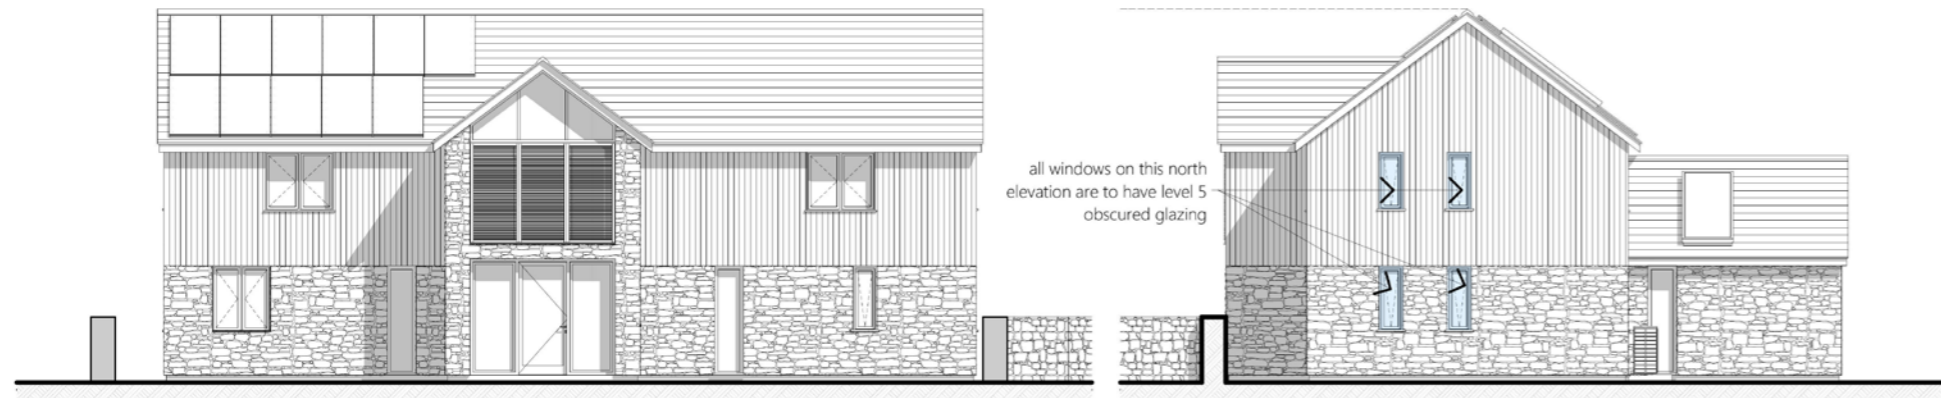 all windows on this north
elevation are to have level 5
obscured glazing